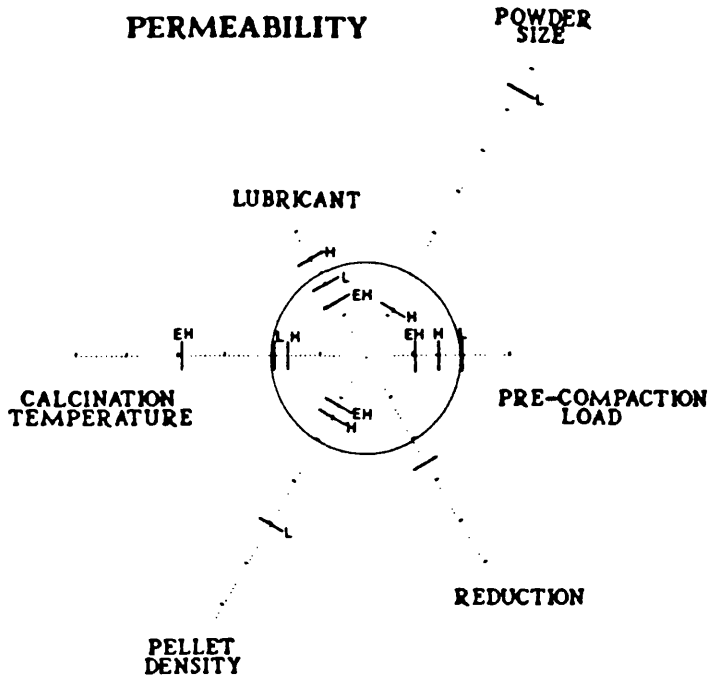 PERMEABILITY
POWDER
SIZE
L
LUBRICANT
H
L
EH
H
EH
L
H
EH
H
L
CALCINATION
TEMPERATURE
PRE-COMPACTION
LOAD
EH
H
L
REDUCTION
PELLET
DENSITY